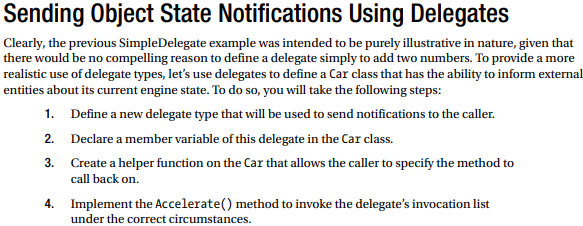 Sending Object State Notifications Using Delegates
Clearly, the previous SimpleDelegate example was intended to be purely illustrative in nature, given that
there would be no compelling reason to define a delegate simply to add two numbers. To provide a more
realistic use of delegate types, let’s use delegates to define a Car class that has the ability to inform external
entities about its current engine state. To do so, you will take the following steps:
1. Define a new delegate type that will be used to send notifications to the caller.
2. Declare a member variable of this delegate in the Car class.
3. Create a helper function on the Car that allows the caller to specify the method to
call back on.
4. Implement the Accelerate() method to invoke the delegate’s invocation list
under the correct circumstances.